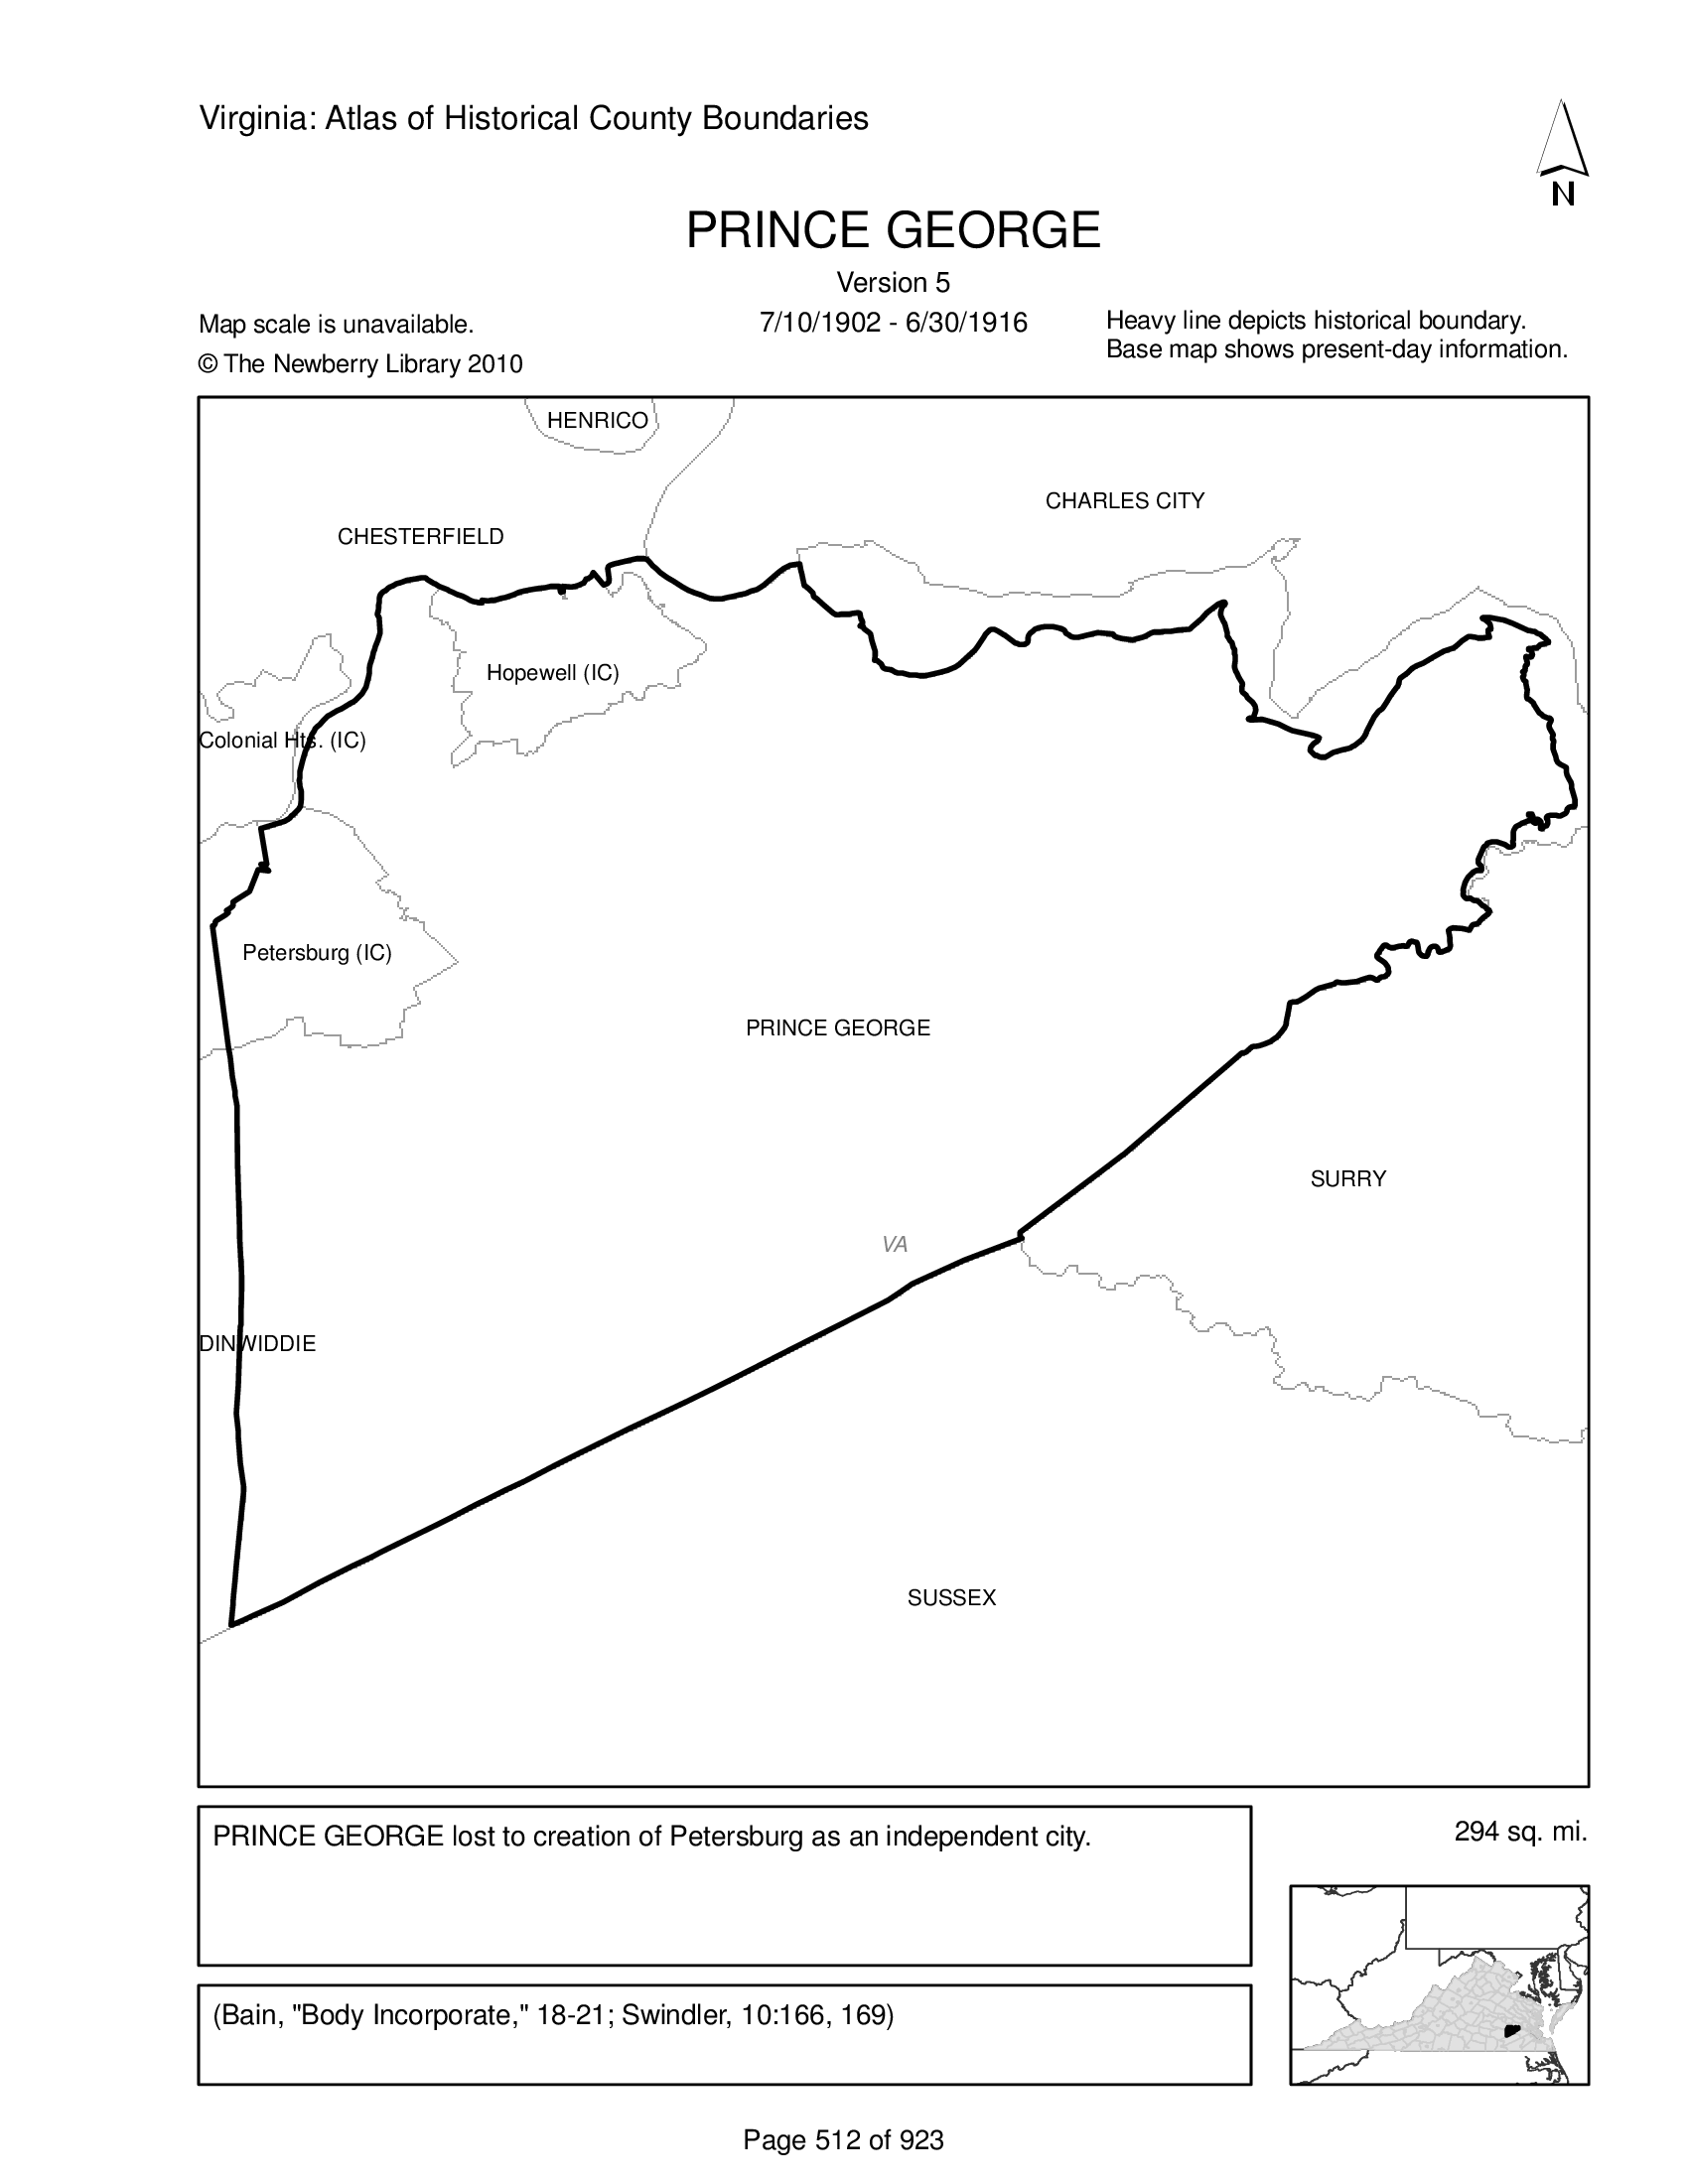 Virginia: Atlas of Historical County Boundaries
N
PRINCE GEORGE
Version 5
7/10/1902 - 6/30/1916
Map scale is unavailable.
© The Newberry Library 2010
Heavy line depicts historical boundary.
Base map shows present-day information.
HENRICO
CHARLES CITY
CHESTERFIELD
Hopewell (IC)
Colonial Hts. (IC)
Petersburg (IC)
PRINCE GEORGE
SURRY
VA
DINWIDDIE
SUSSEX
PRINCE GEORGE lost to creation of Petersburg as an independent city.
294 sq. mi.
(Bain, "Body Incorporate," 18-21; Swindler, 10:166, 169)
Page 512 of 923